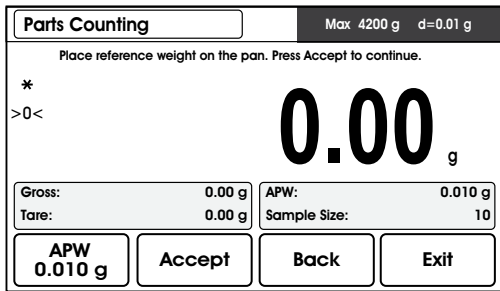 Parts Counting Max 4200 g d=0.01 g
Place reference weight on the pan. Press Accept to continue.
*
>0<
0.00 g
Gross: 0.00 g APW: 0.010 g
Tare: 0.00 g Sample Size: 10
APW Accept Back Exit
0.010 g